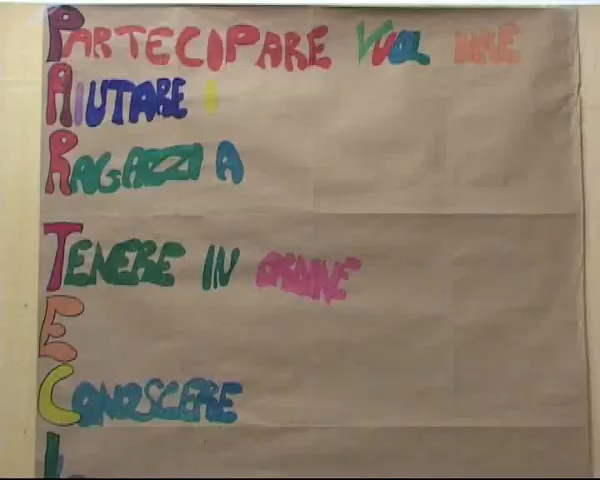 PARTECIPARE VUOL DIRE
AIUTARE I
RAGAZZI A
TENERE IN ORDINE
E
CONOSCERE
I